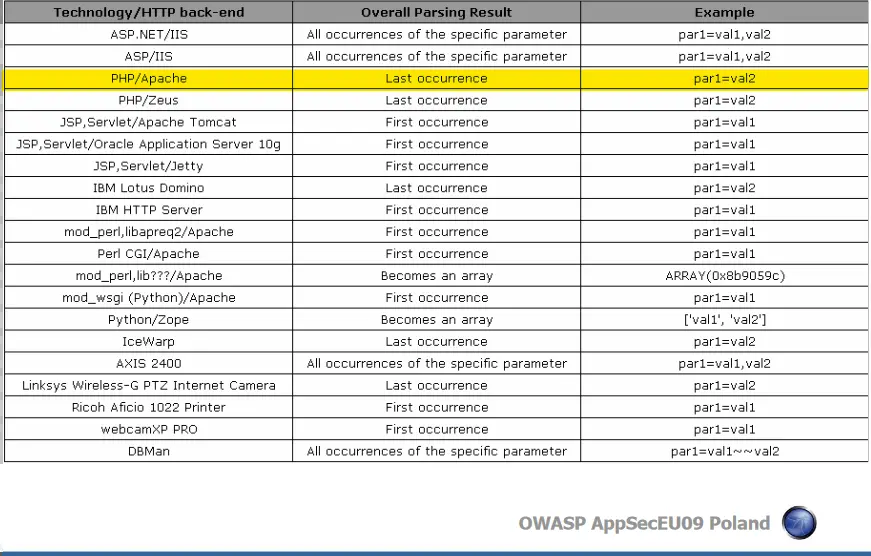 Technology/HTTP back-end Overall Parsing Result Example
ASP.NET/IIS All occurrences of the specific parameter par1=val1,val2
ASP/IIS All occurrences of the specific parameter par1=val1,val2
PHP/Apache Last occurrence par1=val2
PHP/Zeus Last occurrence par1=val2
JSP,Servlet/Apache Tomcat First occurrence par1=val1
JSP,Servlet/Oracle Application Server 10g First occurrence par1=val1
JSP,Servlet/Jetty First occurrence par1=val1
IBM Lotus Domino Last occurrence par1=val2
IBM HTTP Server First occurrence par1=val1
mod_perl,libapreq2/Apache First occurrence par1=val1
Perl CGI/Apache First occurrence par1=val1
mod_perl,lib???/Apache Becomes an array ARRAY(0x8b9059c)
mod_wsgi (Python)/Apache First occurrence par1=val1
Python/Zope Becomes an array ['val1', 'val2']
IceWarp Last occurrence par1=val2
AXIS 2400 All occurrences of the specific parameter par1=val1,val2
Linksys Wireless-G PTZ Internet Camera Last occurrence par1=val2
Ricoh Aficio 1022 Printer First occurrence par1=val1
webcamXP PRO First occurrence par1=val1
DBMan All occurrences of the specific parameter par1=val1~~val2
OWASP AppSecEU09 Poland